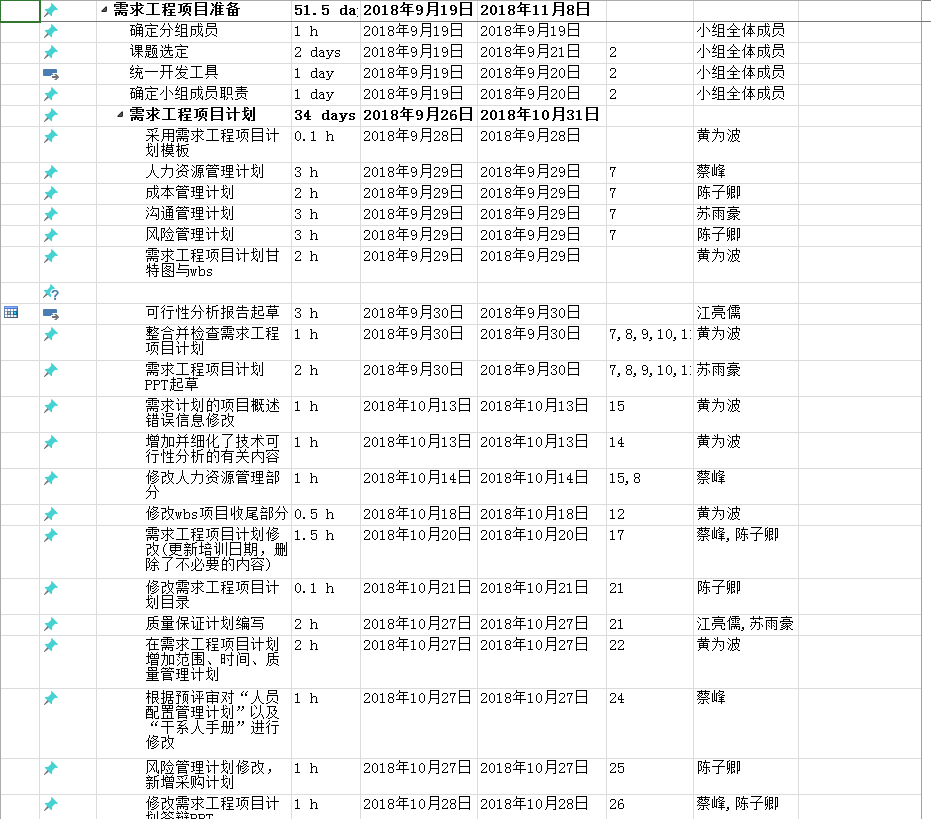 需求工程项目准备 51.5 da 2018年9月19日 2018年11月8日
确定分组成员 1 h 2018年9月19日 2018年9月19日 小组全体成员
课题选定 2 days 2018年9月19日 2018年9月21日 2 小组全体成员
统一开发工具 1 day 2018年9月19日 2018年9月20日 2 小组全体成员
确定小组成员职责 1 day 2018年9月19日 2018年9月20日 2 小组全体成员
需求工程项目计划 34 days 2018年9月26日 2018年10月31日
采用需求工程项目计 0.1 h 2018年9月28日 2018年9月28日 黄为波
划模板
人力资源管理计划 3 h 2018年9月29日 2018年9月29日 7 蔡峰
成本管理计划 2 h 2018年9月29日 2018年9月29日 7 陈子卿
沟通管理计划 3 h 2018年9月29日 2018年9月29日 7 苏雨豪
风险管理计划 3 h 2018年9月29日 2018年9月29日 7 陈子卿
需求工程项目计划甘 2 h 2018年9月29日 2018年9月29日 黄为波
特图与wbs
?
可行性分析报告起草 3 h 2018年9月30日 2018年9月30日 江亮儒
整合并检查需求工程 1 h 2018年9月30日 2018年9月30日 7,8,9,10,1 黄为波
项目计划
需求工程项目计划 2 h 2018年9月30日 2018年9月30日 7,8,9,10,1 苏雨豪
PPT起草
需求计划的项目概述 1 h 2018年10月13日 2018年10月13日 15 黄为波
错误信息修改
增加并细化了技术可 1 h 2018年10月13日 2018年10月13日 14 黄为波
行性分析的有关内容
修改人力资源管理部 1 h 2018年10月14日 2018年10月14日 15,8 蔡峰
分
修改wbs项目收尾部分 0.5 h 2018年10月18日 2018年10月18日 12 黄为波
需求工程项目计划修 1.5 h 2018年10月20日 2018年10月20日 17 蔡峰,陈子卿
改(更新培训日期，删
除了不必要的内容)
修改需求工程项目计 0.1 h 2018年10月21日 2018年10月21日 21 陈子卿
划目录
质量保证计划编写 2 h 2018年10月27日 2018年10月27日 21 江亮儒,苏雨豪
在需求工程项目计划 2 h 2018年10月27日 2018年10月27日 22 黄为波
增加范围、时间、质
量管理计划
根据预评审对“人员 1 h 2018年10月27日 2018年10月27日 24 蔡峰
配置管理计划”以及
“干系人手册”进行
修改
风险管理计划修改， 1 h 2018年10月27日 2018年10月27日 25 陈子卿
新增采购计划
修改需求工程项目计 1 h 2018年10月28日 2018年10月28日 26 蔡峰,陈子卿
划答辩PPT